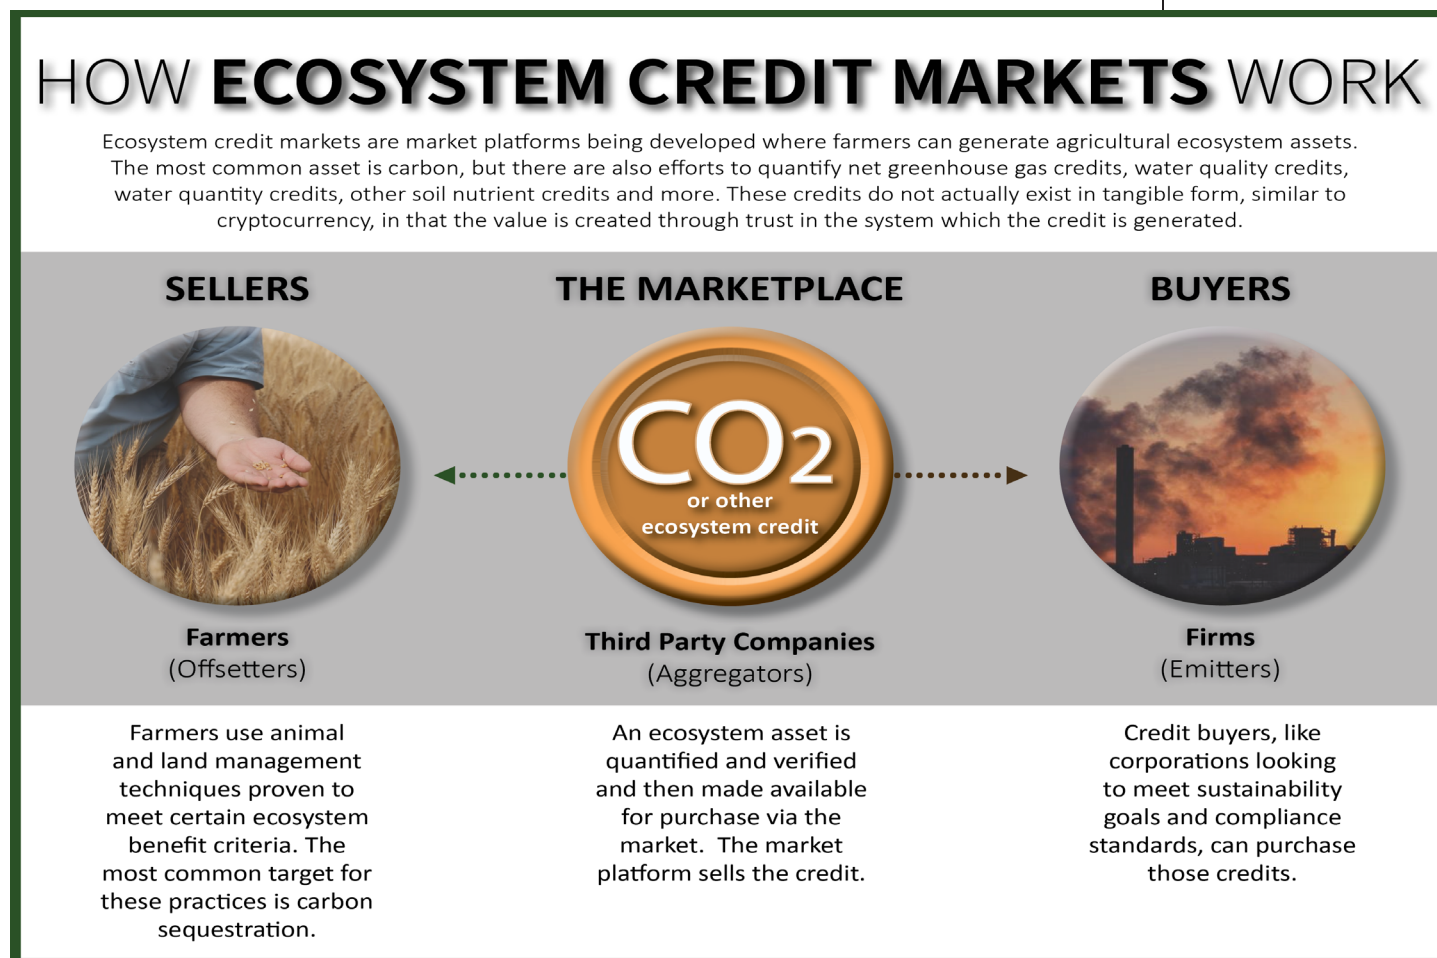 HOW ECOSYSTEM CREDIT MARKETS WORK
Ecosystem credit markets are market platforms being developed where farmers can generate agricultural ecosystem assets.
The most common asset is carbon, but there are also efforts to quantify net greenhouse gas credits, water quality credits,
water quantity credits, other soil nutrient credits and more. These credits do not actually exist in tangible form, similar to
cryptocurrency, in that the value is created through trust in the system which the credit is generated.
SELLERS
Farmers
(Offsetters)
Farmers use animal
and land management
techniques proven to
meet certain ecosystem
benefit criteria. The
most common target for
these practices is carbon
sequestration.
THE MARKETPLACE
CO2
or other
ecosystem credit
Third Party Companies
(Aggregators)
An ecosystem asset is
quantified and verified
and then made available
for purchase via the
market.  The market
platform sells the credit.
BUYERS
Firms
(Emitters)
Credit buyers, like
corporations looking
to meet sustainability
goals and compliance
standards, can purchase
those credits.